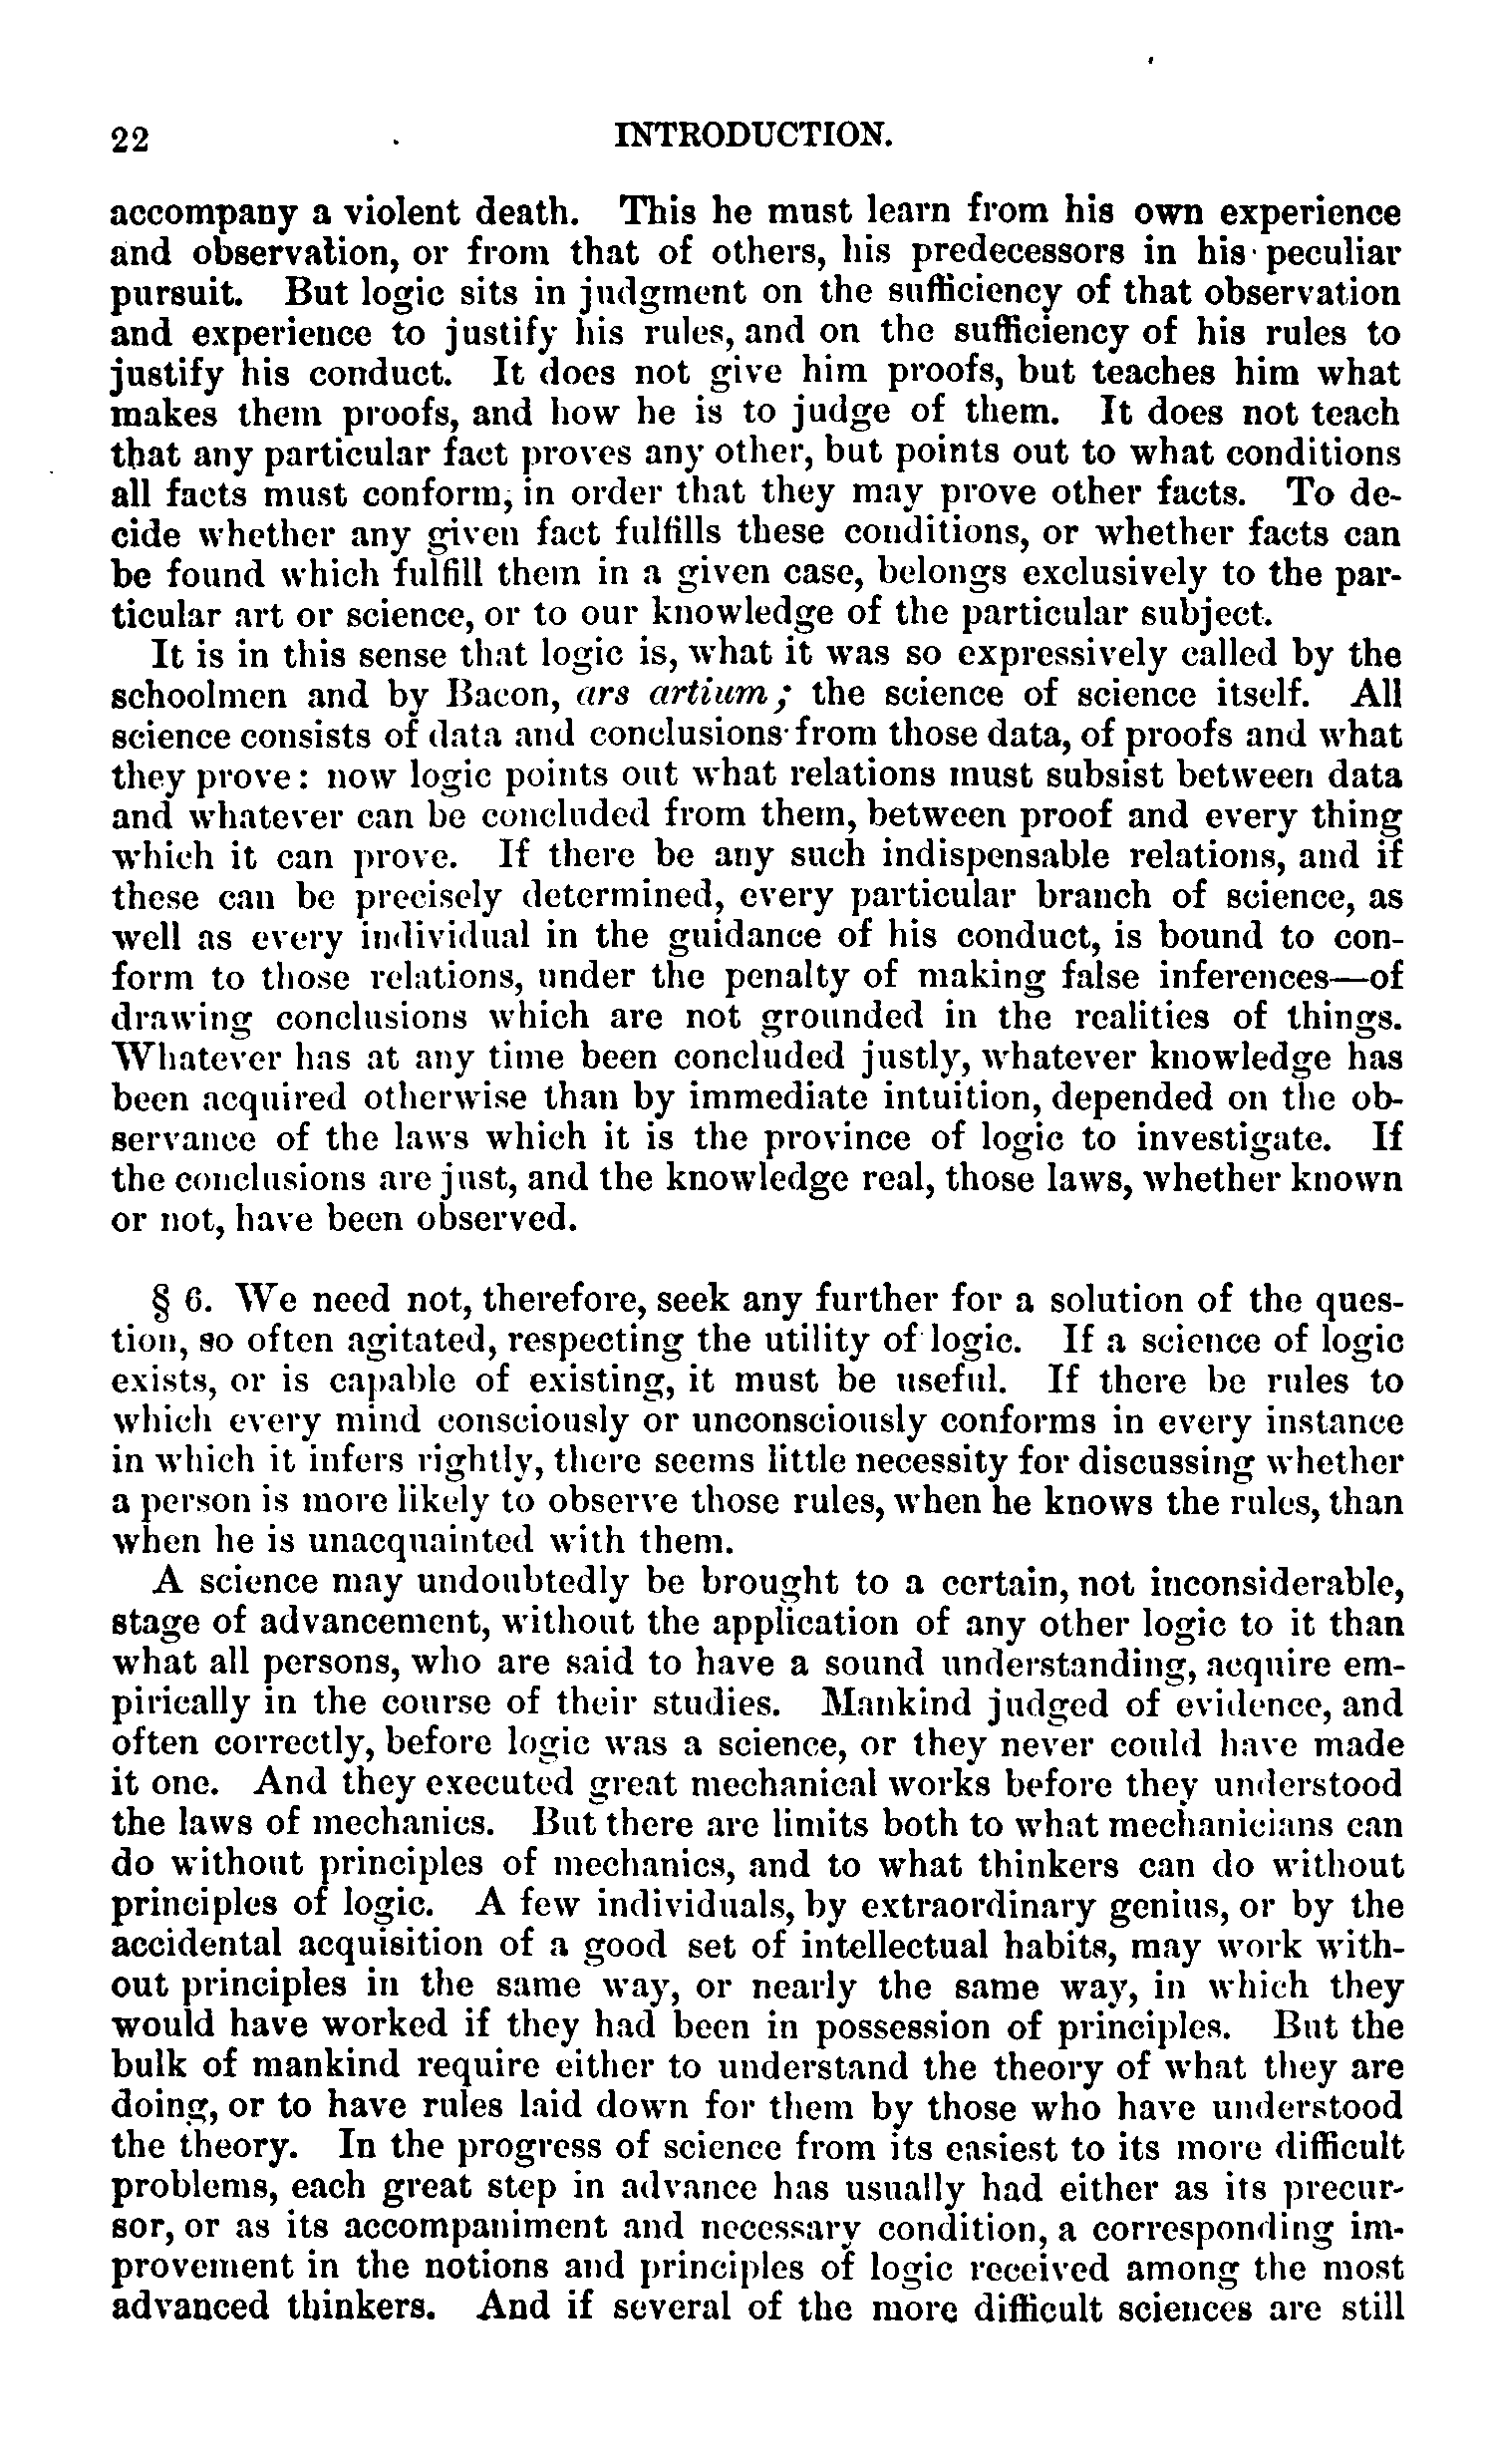 22 INTRODUCTION.
accompany a violent death. This he must learn from his own experience
and observation, or from that of others, his predecessors in his peculiar
pursuit. But logic sits in judgment on the sufficiency of that observation
and experience to justify his rules, and on the sufficiency of his rules to
justify his conduct. It does not give him proofs, but teaches him what
makes them proofs, and how he is to judge of them. It does not teach
that any particular fact proves any other, but points out to what conditions
all facts must conform, in order that they may prove other facts. To de-
cide whether any given fact fulfills these conditions, or whether facts can
be found which fulfill them in a given case, belongs exclusively to the par-
ticular art or science, or to our knowledge of the particular subject.
It is in this sense that logic is, what it was so expressively called by the
schoolmen and by Bacon, ars artium; the science of science itself. All
science consists of data and conclusions from those data, of proofs and what
they prove: now logic points out what relations must subsist between data
and whatever can be concluded from them, between proof and every thing
which it can prove. If there be any such indispensable relations, and if
these can be precisely determined, every particular branch of science, as
well as every individual in the guidance of his conduct, is bound to con-
form to those relations, under the penalty of making false inferences—of
drawing conclusions which are not grounded in the realities of things.
Whatever has at any time been concluded justly, whatever knowledge has
been acquired otherwise than by immediate intuition, depended on the ob-
servance of the laws which it is the province of logic to investigate. If
the conclusions are just, and the knowledge real, those laws, whether known
or not, have been observed.
§ 6. We need not, therefore, seek any further for a solution of the ques-
tion, so often agitated, respecting the utility of logic. If a science of logic
exists, or is capable of existing, it must be useful. If there be rules to
which every mind consciously or unconsciously conforms in every instance
in which it infers rightly, there seems little necessity for discussing whether
a person is more likely to observe those rules, when he knows the rules, than
when he is unacquainted with them.
A science may undoubtedly be brought to a certain, not inconsiderable,
stage of advancement, without the application of any other logic to it than
what all persons, who are said to have a sound understanding, acquire em-
pirically in the course of their studies. Mankind judged of evidence, and
often correctly, before logic was a science, or they never could have made
it one. And they executed great mechanical works before they understood
the laws of mechanics. But there are limits both to what mechanicians can
do without principles of mechanics, and to what thinkers can do without
principles of logic. A few individuals, by extraordinary genius, or by the
accidental acquisition of a good set of intellectual habits, may work with-
out principles in the same way, or nearly the same way, in which they
would have worked if they had been in possession of principles. But the
bulk of mankind require either to understand the theory of what they are
doing, or to have rules laid down for them by those who have understood
the theory. In the progress of science from its easiest to its more difficult
problems, each great step in advance has usually had either as its precur-
sor, or as its accompaniment and necessary condition, a corresponding im-
provement in the notions and principles of logic received among the most
advanced thinkers. And if several of the more difficult sciences are still